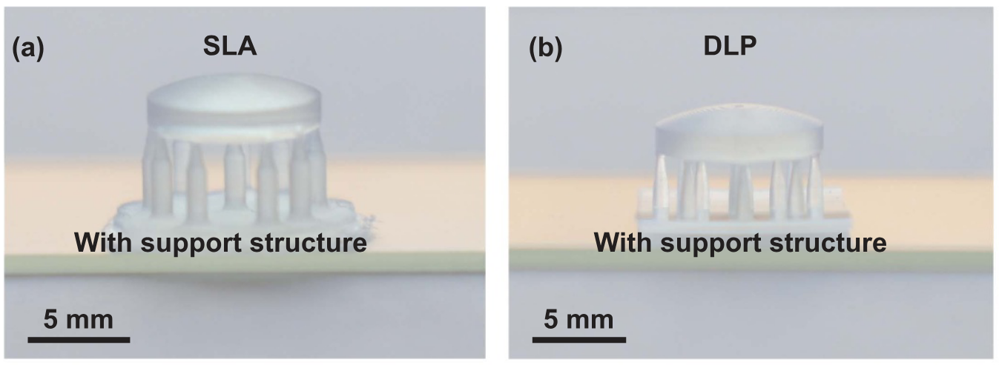 (a) SLA
With support structure
5 mm
(b) DLP
With support structure
5 mm